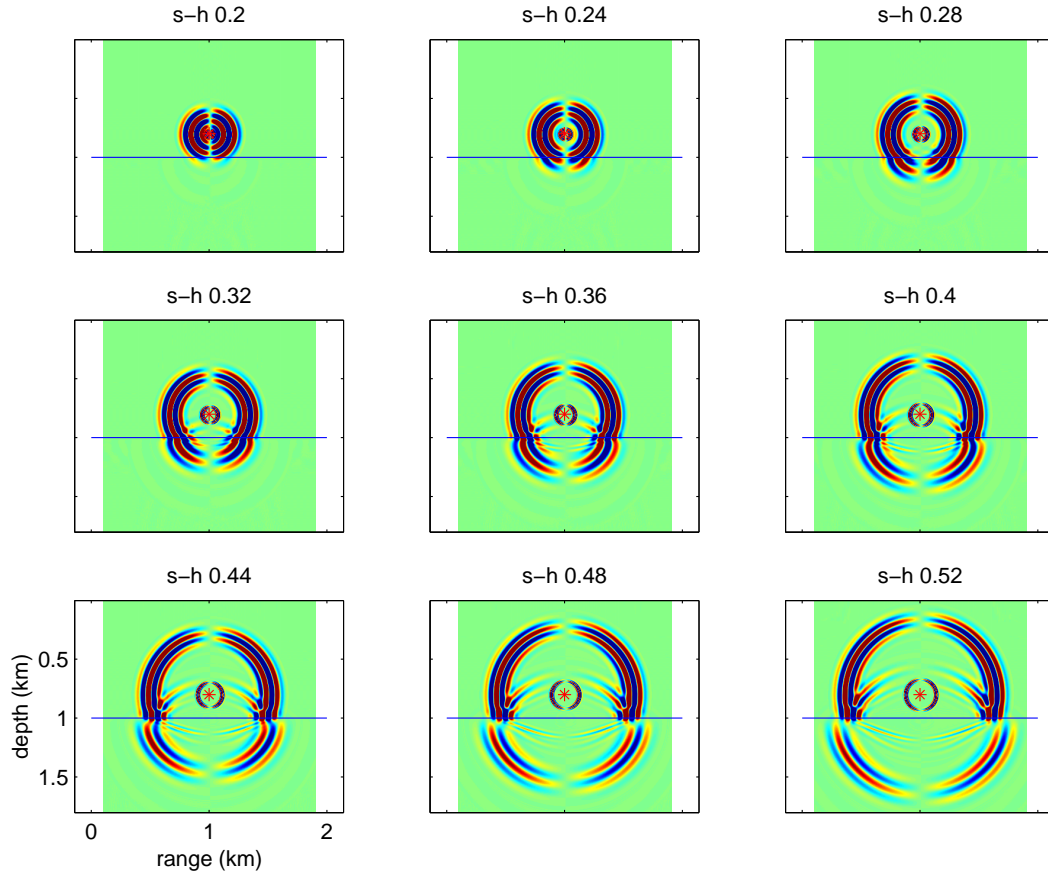 s−h 0.2
s−h 0.24
s−h 0.28
s−h 0.32
s−h 0.36
s−h 0.4
s−h 0.44
s−h 0.48
s−h 0.52
0.5
1
1.5
depth (km)
0 1 2
range (km)